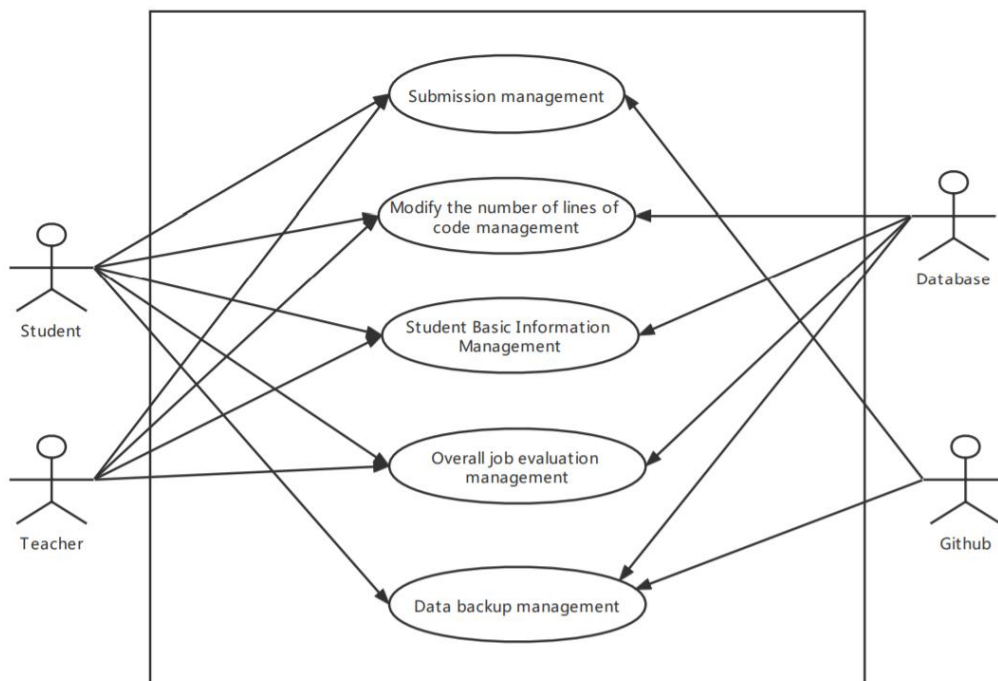 Submission management
Modify the number of lines of
code management
Student Basic Information
Management
Overall job evaluation
management
Data backup management
Student
Teacher
Database
Github